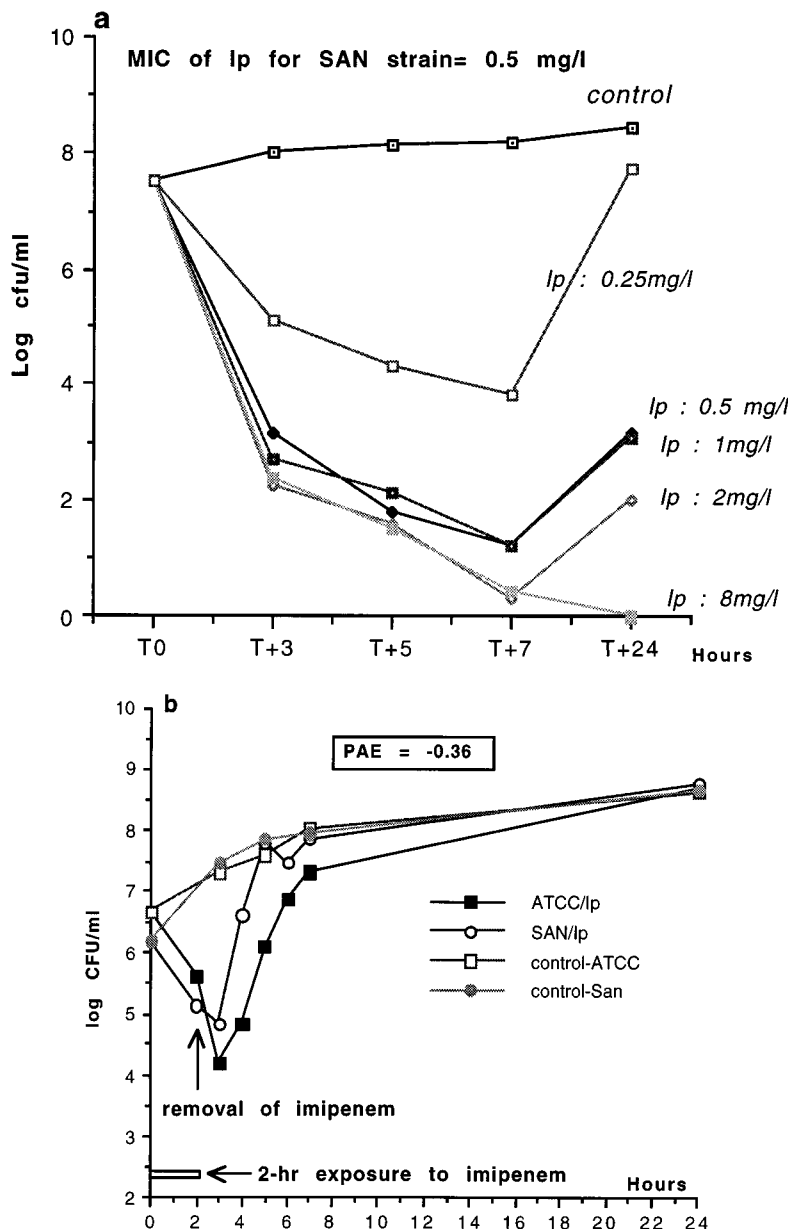 a
MIC of Ip for SAN strain= 0.5 mg/l
10
8
6
4
2
0
Log cfu/ml
control
Ip : 0.25mg/l
Ip : 0.5 mg/l
Ip : 1mg/l
Ip : 2mg/l
Ip : 8mg/l
T0 T+3 T+5 T+7 T+24 Hours
b
PAE = -0.36
10
9
8
7
6
5
4
3
2
log CFU/ml
ATCC/Ip
SAN/Ip
control-ATCC
control-San
removal of imipenem
2-hr exposure to imipenem
Hours
0 2 4 6 8 10 12 14 16 18 20 22 24